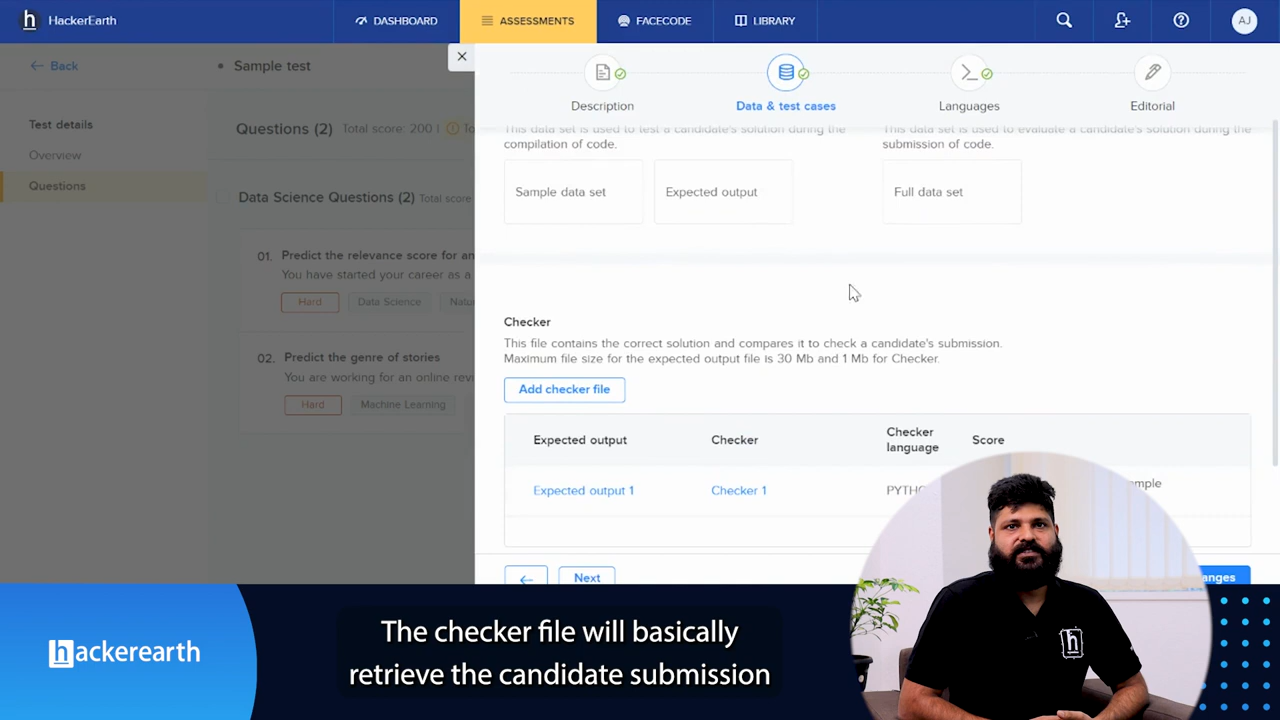 HackerEarth
DASHBOARD
ASSESSMENTS
FACECODE
LIBRARY
AJ
Back
Sample test
Description
Data & test cases
Languages
Editorial
Test details
Overview
Questions
Questions (2) Total score: 200 |
Data Science Questions (2) Total score
01. Predict the relevance score for an
You have started your career as a
Hard Data Science
02. Predict the genre of stories
You are working for an online revi
Hard Machine Learning
This data set is used to test a candidate's solution during the
compilation of code.
Sample data set
Expected output
This data set is used to evaluate a candidate's solution during the
submission of code.
Full data set
Checker
This file contains the correct solution and compares it to check a candidate's submission.
Maximum file size for the expected output file is 30 Mb and 1 Mb for Checker.
Add checker file
Expected output
Checker
Checker
language
Score
Expected output 1
Checker 1
PYTHO
mple
Next
anges
hackerearth
The checker file will basically
retrieve the candidate submission